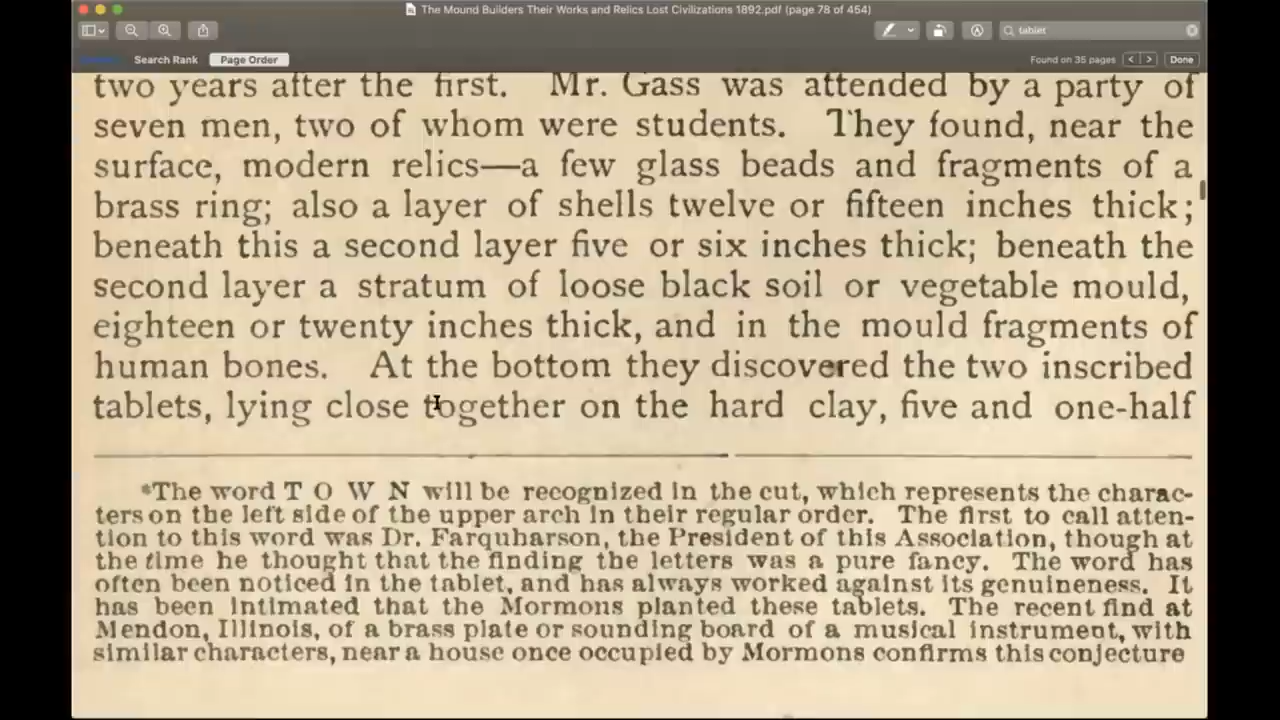 The Mound Builders Their Works and Relics Lost Civilizations 1892.pdf (page 78 of 454)
tablet
Search Rank
Page Order
Found on 35 pages
Done
two years after the first. Mr. Gass was attended by a party of
seven men, two of whom were students. They found, near the
surface, modern relics—a few glass beads and fragments of a
brass ring; also a layer of shells twelve or fifteen inches thick;
beneath this a second layer five or six inches thick; beneath the
second layer a stratum of loose black soil or vegetable mould,
eighteen or twenty inches thick, and in the mould fragments of
human bones. At the bottom they discovered the two inscribed
tablets, lying close together on the hard clay, five and one-half
*The word T O W N will be recognized in the cut, which represents the charac-
ters on the left side of the upper arch in their regular order. The first to call atten-
tion to this word was Dr. Farquharson, the President of this Association, though at
the time he thought that the finding the letters was a pure fancy. The word has
often been noticed in the tablet, and has always worked against its genuineness. It
has been intimated that the Mormons planted these tablets. The recent find at
Mendon, Illinois, of a brass plate or sounding board of a musical instrument, with
similar characters, near a house once occupied by Mormons confirms this conjecture